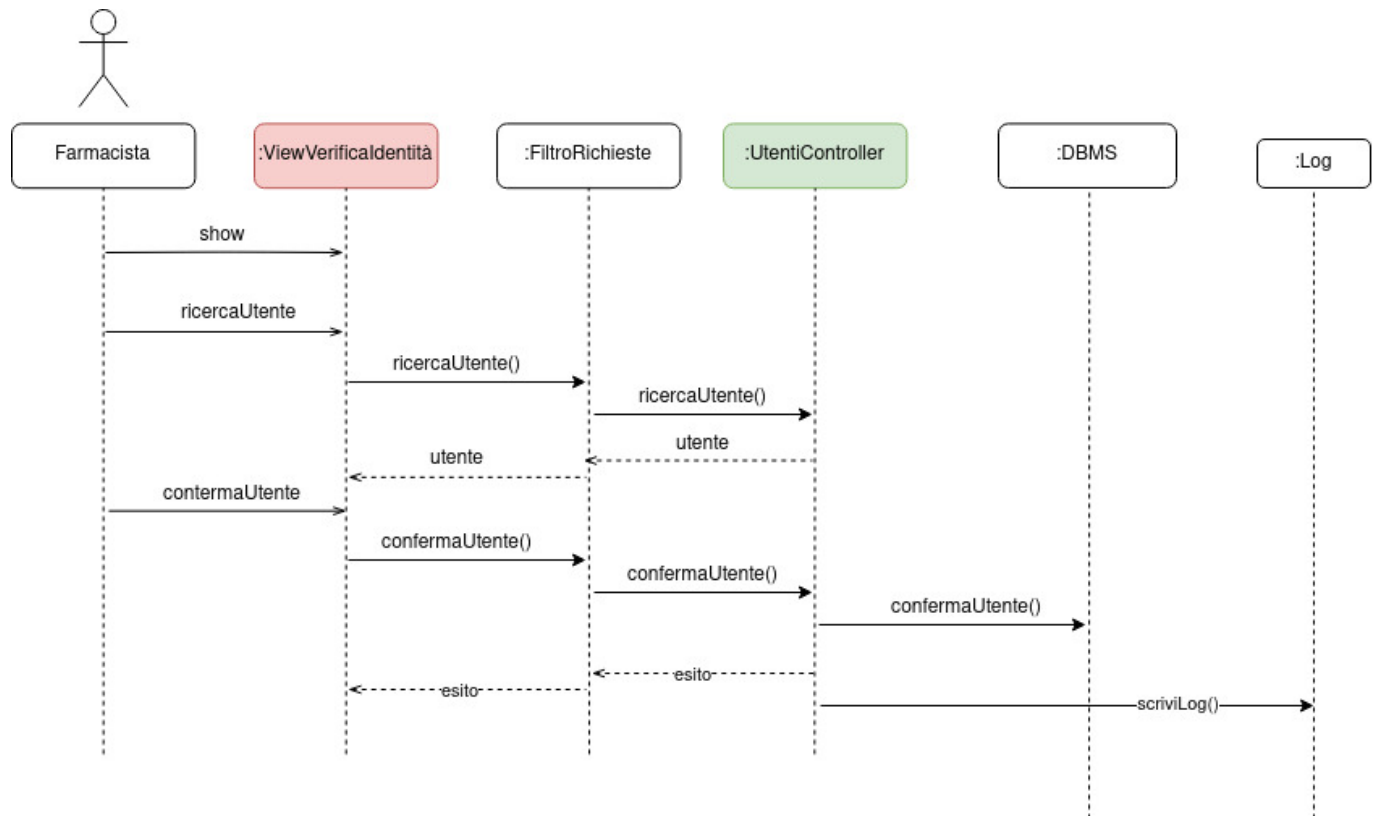 Farmacista
:ViewVerificaIdentità
:FiltroRichieste
:UtentiController
:DBMS
:Log
show
ricercaUtente
ricercaUtente()
ricercaUtente()
utente
utente
contermaUtente
confermaUtente()
confermaUtente()
confermaUtente()
esito
esito
scriviLog()